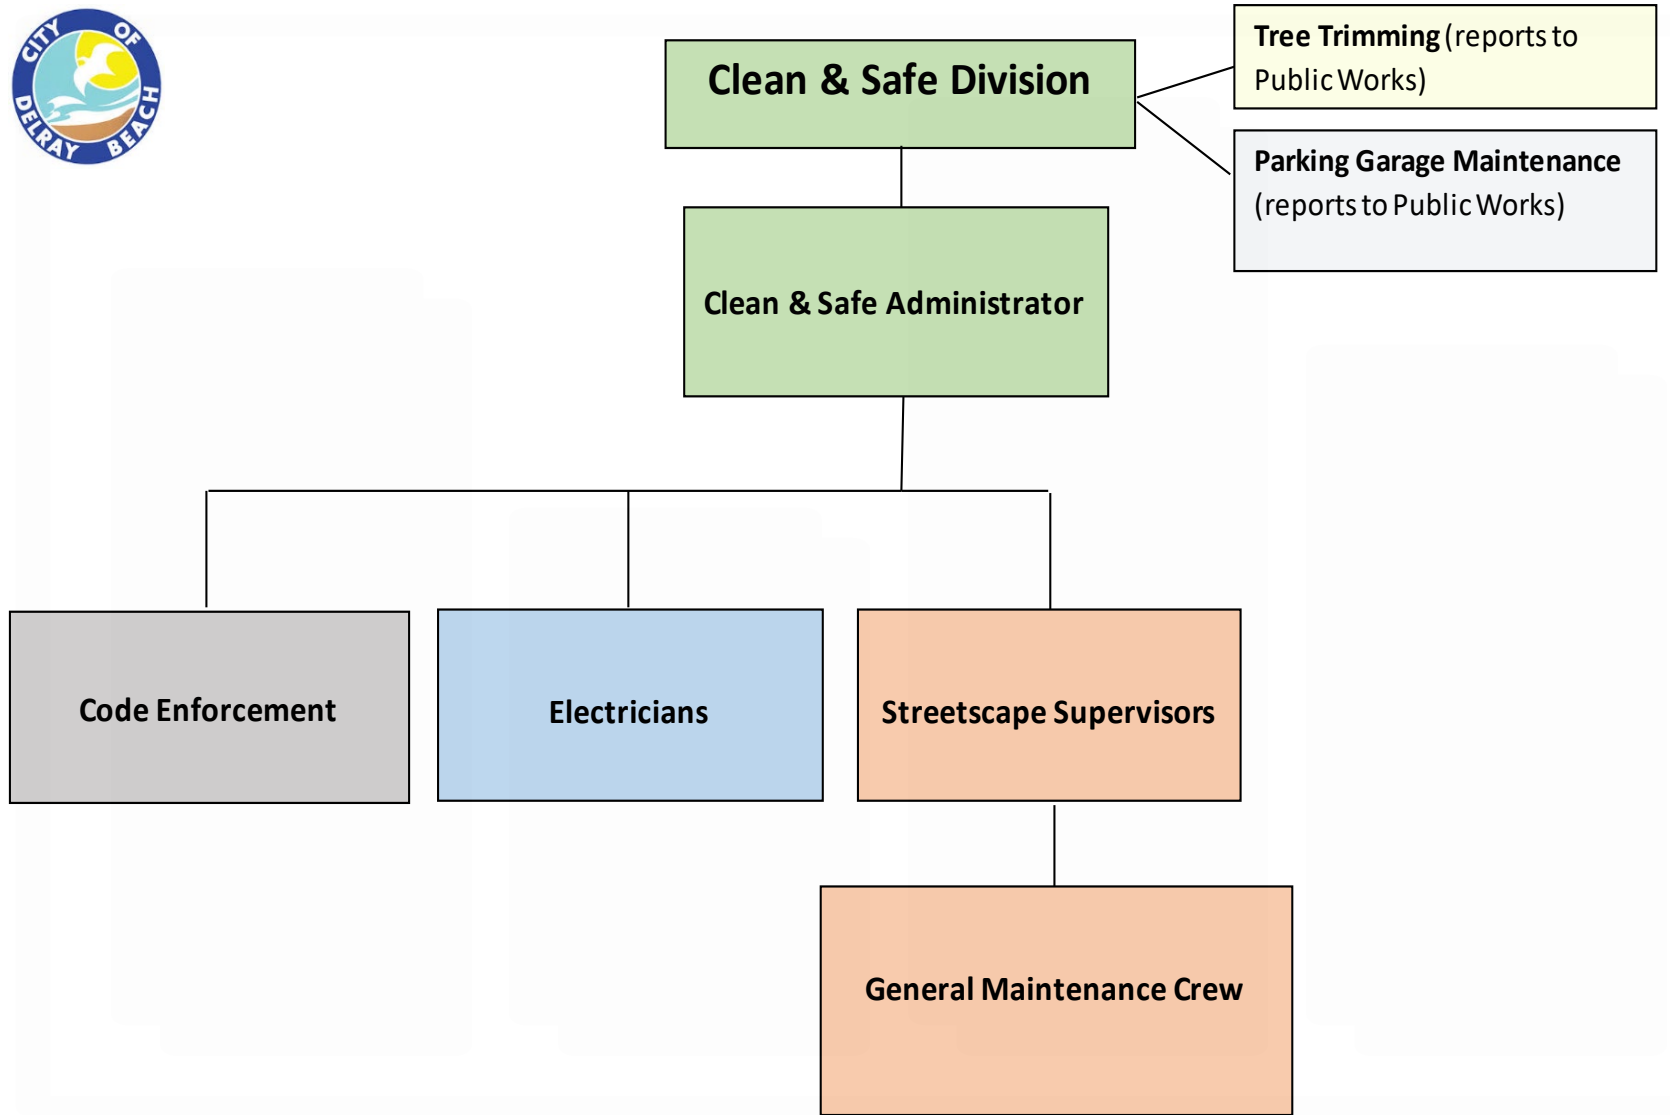 CITY OF
DELRAY BEACH
Clean & Safe Division
Tree Trimming (reports to
Public Works)
Parking Garage Maintenance
(reports to Public Works)
Clean & Safe Administrator
Code Enforcement
Electricians
Streetscape Supervisors
General Maintenance Crew